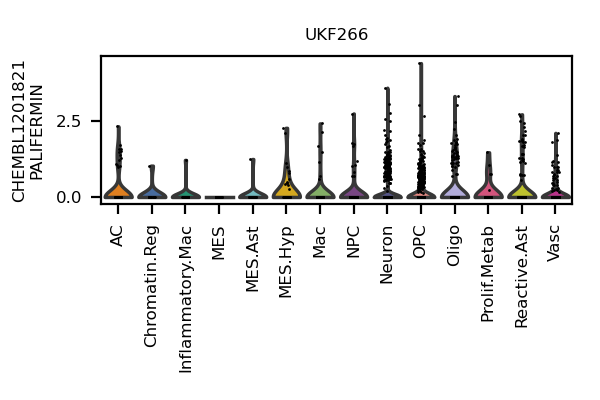 UKF266
CHEMBL1201821
PALIFERMIN
2.5
0.0
AC
Chromatin.Reg
Inflammatory.Mac
MES
MES.Ast
MES.Hyp
Mac
NPC
Neuron
OPC
Oligo
Prolif.Metab
Reactive.Ast
Vasc